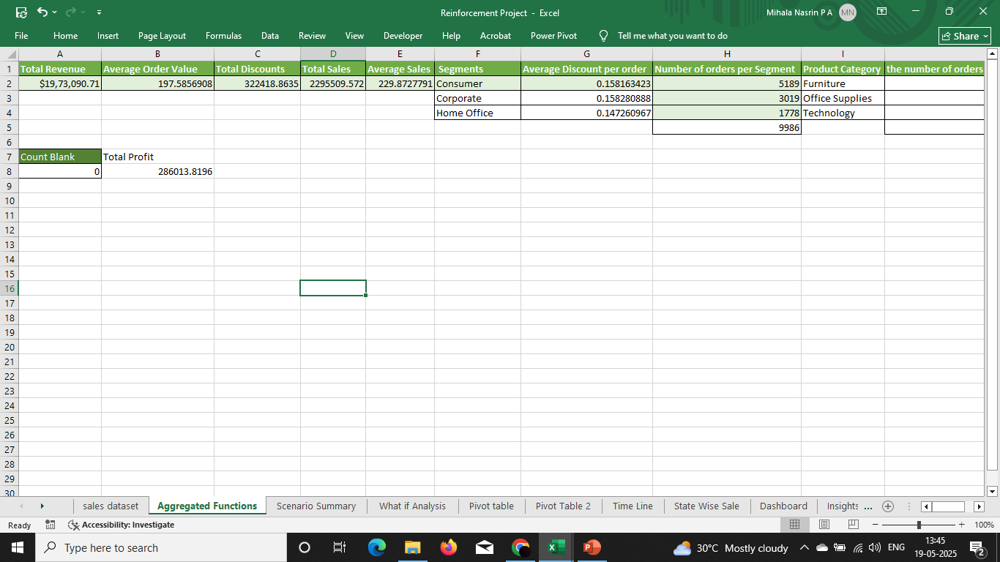 Reinforcement Project - Excel
Mihala Nasrin P A MN
File Home Insert Page Layout Formulas Data Review View Developer Help Acrobat Power Pivot Tell me what you want to do Share
A B C D E F G H I
1 Total Revenue Average Order Value Total Discounts Total Sales Average Sales Segments Average Discount per order Number of orders per Segment Product Category the number of orders
2 $19,73,090.71 197.5856908 322418.8635 2295509.572 229.8727791 Consumer 0.158163423 5189 Furniture
3 Corporate 0.158280888 3019 Office Supplies
4 Home Office 0.147260967 1778 Technology
5 9986
6
7 Count Blank Total Profit
8 0 286013.8196
9
10
11
12
13
14
15
16
17
18
19
20
21
22
23
24
25
26
27
28
29
30
sales dataset Aggregated Functions Scenario Summary What if Analysis Pivot table Pivot Table 2 Time Line State Wise Sale Dashboard Insights ...
Ready Accessibility: Investigate 100%
Type here to search 30°C Mostly cloudy ENG 13:45
19-05-2025 2